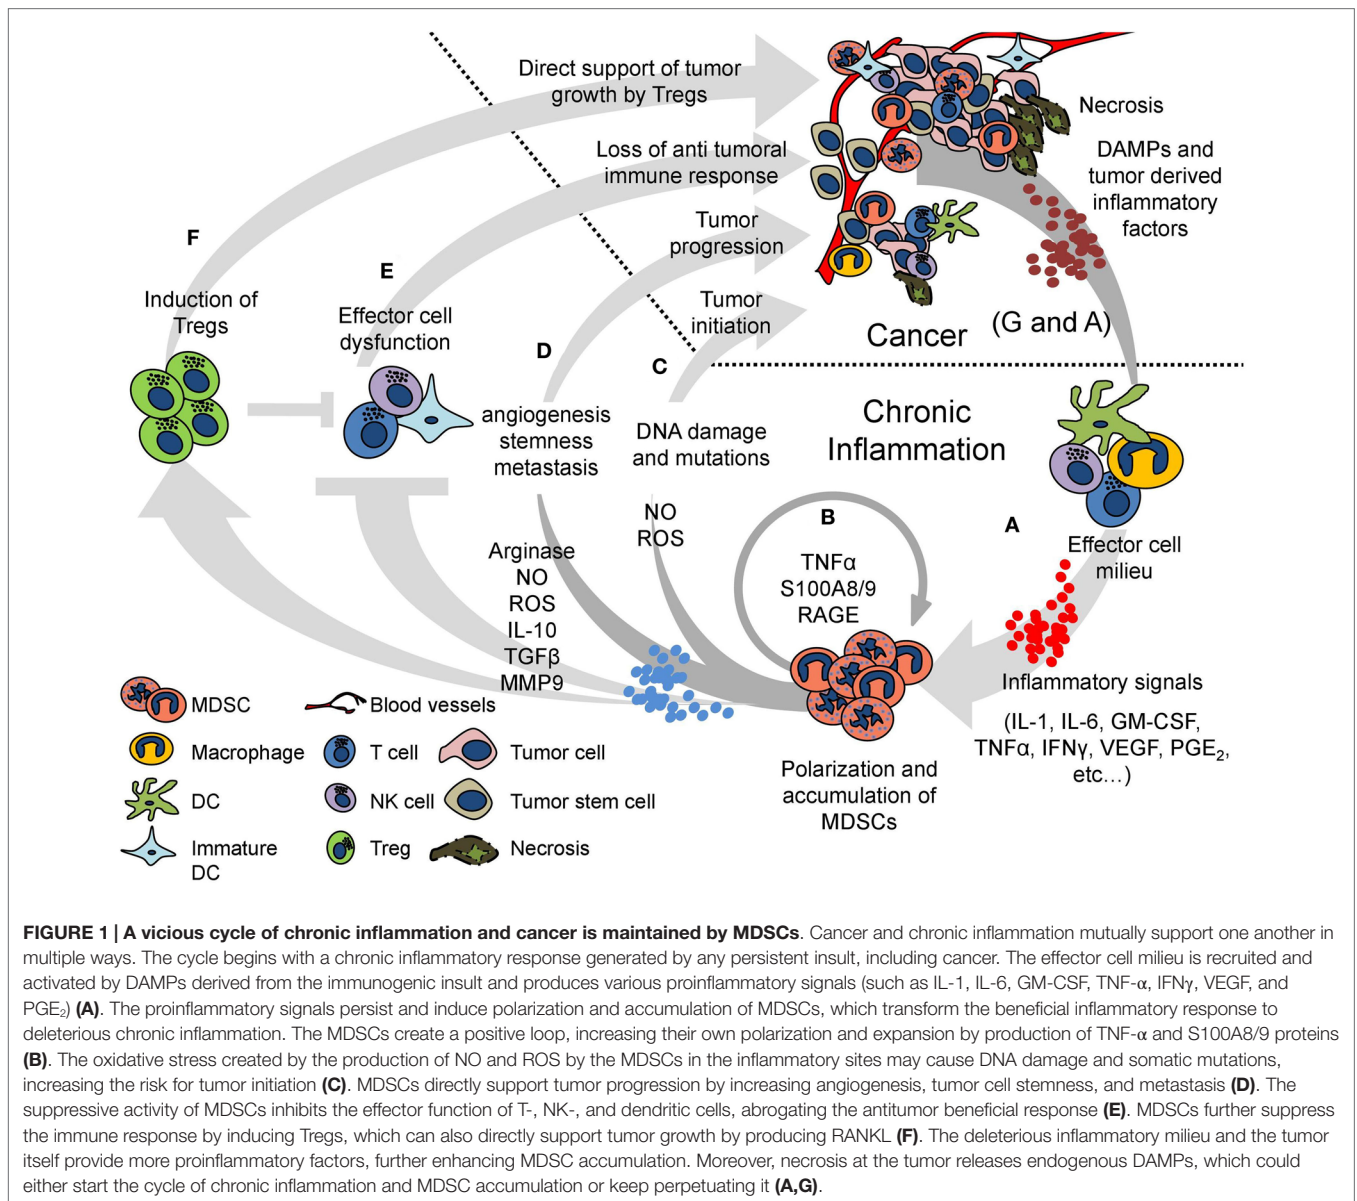 Direct support of tumor
growth by Tregs
Necrosis
Loss of anti tumoral
immune response
DAMPs and
tumor derived
inflammatory
factors
Tumor
progression
F
E
Induction of
Tregs
Effector cell
dysfunction
Tumor
initiation
Cancer
(G and A)
D
C
angiogenesis
stemness
metastasis
DNA damage
and mutations
Chronic
Inflammation
NO
ROS
B
A
TNFα
S100A8/9
RAGE
Effector cell
milieu
Arginase
NO
ROS
IL-10
TGFβ
MMP9
Inflammatory signals
(IL-1, IL-6, GM-CSF,
TNFα, IFNγ, VEGF, PGE₂,
etc...)
Polarization and
accumulation of
MDSCs
MDSC
Blood vessels
Macrophage
T cell
Tumor cell
DC
NK cell
Tumor stem cell
Immature
DC
Treg
Necrosis
FIGURE 1 | A vicious cycle of chronic inflammation and cancer is maintained by MDSCs. Cancer and chronic inflammation mutually support one another in
multiple ways. The cycle begins with a chronic inflammatory response generated by any persistent insult, including cancer. The effector cell milieu is recruited and
activated by DAMPs derived from the immunogenic insult and produces various proinflammatory signals (such as IL-1, IL-6, GM-CSF, TNF-α, IFNγ, VEGF, and
PGE₂) (A). The proinflammatory signals persist and induce polarization and accumulation of MDSCs, which transform the beneficial inflammatory response to
deleterious chronic inflammation. The MDSCs create a positive loop, increasing their own polarization and expansion by production of TNF-α and S100A8/9 proteins
(B). The oxidative stress created by the production of NO and ROS by the MDSCs in the inflammatory sites may cause DNA damage and somatic mutations,
increasing the risk for tumor initiation (C). MDSCs directly support tumor progression by increasing angiogenesis, tumor cell stemness, and metastasis (D). The
suppressive activity of MDSCs inhibits the effector function of T-, NK-, and dendritic cells, abrogating the antitumor beneficial response (E). MDSCs further suppress
the immune response by inducing Tregs, which can also directly support tumor growth by producing RANKL (F). The deleterious inflammatory milieu and the tumor
itself provide more proinflammatory factors, further enhancing MDSC accumulation. Moreover, necrosis at the tumor releases endogenous DAMPs, which could
either start the cycle of chronic inflammation and MDSC accumulation or keep perpetuating it (A,G).